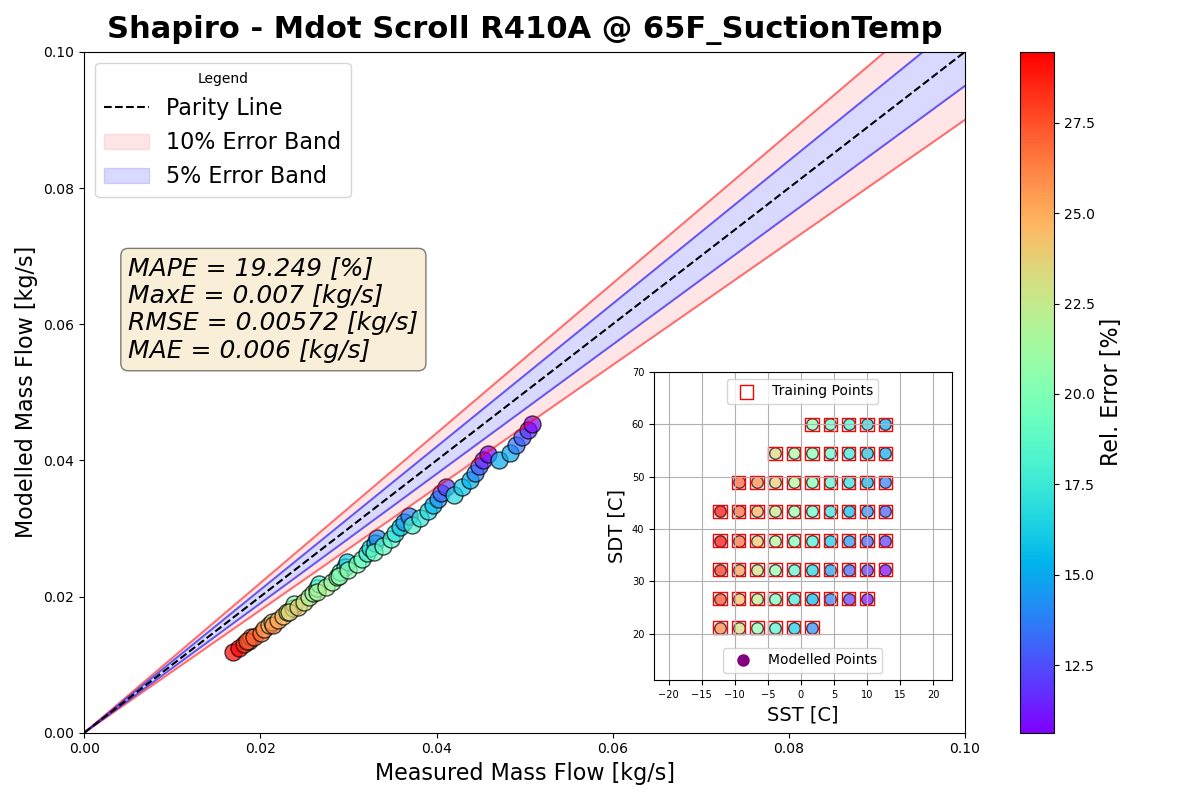 Shapiro - Mdot Scroll R410A @ 65F_SuctionTemp
Legend
Parity Line
10% Error Band
5% Error Band
MAPE = 19.249 [%]
MaxE = 0.007 [kg/s]
RMSE = 0.00572 [kg/s]
MAE = 0.006 [kg/s]
Modelled Mass Flow [kg/s]
0.10
0.08
0.06
0.04
0.02
0.00
0.00 0.02 0.04 0.06 0.08 0.10
Measured Mass Flow [kg/s]
Training Points
Modelled Points
SDT [C]
70
60
50
40
30
20
−20 −15 −10 −5 0 5 10 15 20
SST [C]
27.5
25.0
22.5
20.0
17.5
15.0
12.5
Rel. Error [%]